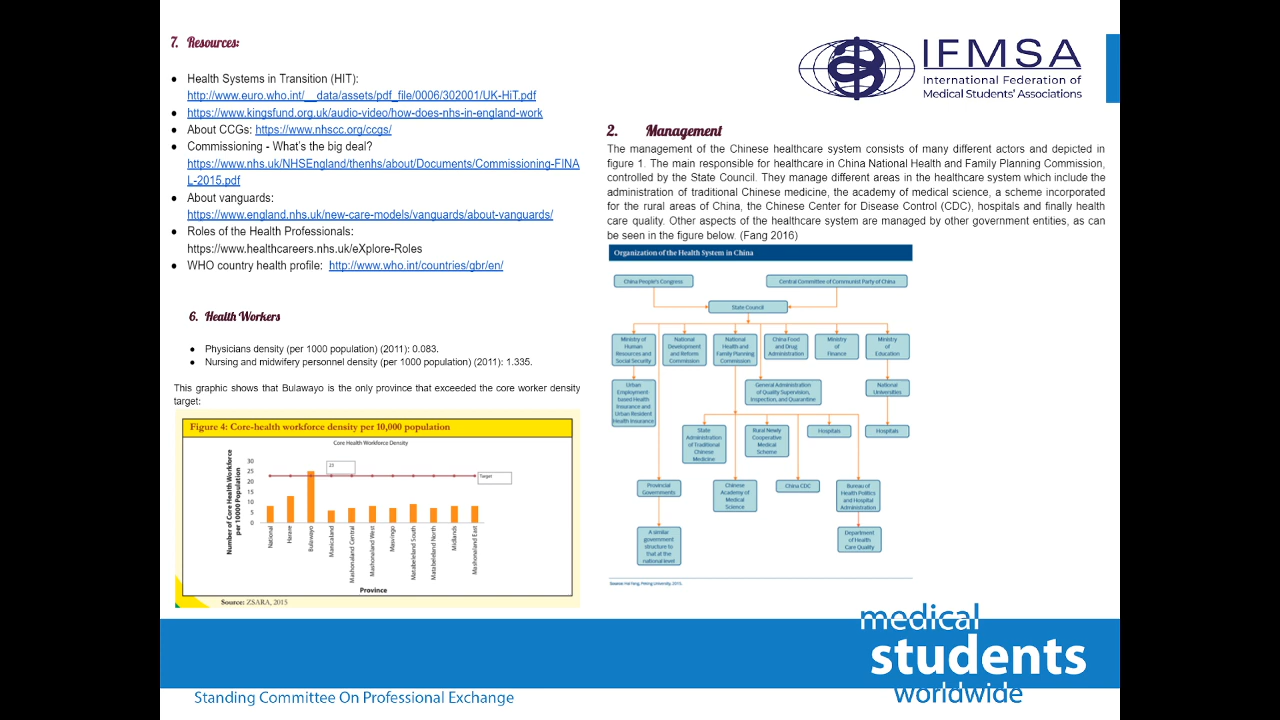 7. Resources:
● Health Systems in Transition (HIT):
http://www.euro.who.int/__data/assets/pdf_file/0006/302001/UK-HiT.pdf
● https://www.kingsfund.org.uk/audio-video/how-does-nhs-in-england-work
● About CCGs: https://www.nhscc.org/ccgs/
● Commissioning - What's the big deal?
https://www.nhs.uk/NHSEngland/thenhs/about/Documents/Commissioning-FINA
L-2015.pdf
● About vanguards:
https://www.england.nhs.uk/new-care-models/vanguards/about-vanguards/
● Roles of the Health Professionals:
https://www.healthcareers.nhs.uk/eXplore-Roles
● WHO country health profile: http://www.who.int/countries/gbr/en/
6. Health Workers
● Physicians density (per 1000 population) (2011): 0.083.
● Nursing and midwifery personnel density (per 1000 population) (2011): 1.335.
This graphic shows that Bulawayo is the only province that exceeded the core worker density
target:
Figure 4: Core-health workforce density per 10,000 population
Core Health Workforce Density
Number of Core Health Workforce
per 10000 Population
30
25
20
15
10
5
0
23
Target
National
Harare
Bulawayo
Manicaland
Mashonaland Central
Mashonaland West
Masvingo
Matabeleland South
Matabeleland North
Midlands
Mashonaland East
Province
Source: ZSARA, 2015
IFMSA
International Federation of
Medical Students' Associations
2. Management
The management of the Chinese healthcare system consists of many different actors and depicted in
figure 1. The main responsible for healthcare in China National Health and Family Planning Commission,
controlled by the State Council. They manage different areas in the healthcare system which include the
administration of traditional Chinese medicine, the academy of medical science, a scheme incorporated
for the rural areas of China, the Chinese Center for Disease Control (CDC), hospitals and finally health
care quality. Other aspects of the healthcare system are managed by other government entities, as can
be seen in the figure below. (Fang 2016)
Organization of the Health System in China
China People's Congress
Central Committee of Communist Party of China
State Council
Ministry of
Human
Resources and
Social Security
National
Development
and Reform
Commission
National
Health and
Family Planning
Commission
China Food
and Drug
Administration
Ministry
of
Finance
Ministry
of
Education
Urban
Employment-
based Health
Insurance and
Urban Resident
Health Insurance
General Administration
of Quality Supervision,
Inspection, and Quarantine
National
Universities
State
Administration
of Traditional
Chinese
Medicine
Rural Newly
Cooperative
Medical
Scheme
Hospitals
Hospitals
Provincial
Governments
Chinese
Academy of
Medical
Science
China CDC
Bureau of
Health Politics
and Hospital
Administration
A similar
government
structure to
that at the
national level
Department
of Health
Care Quality
Source: Hai Fang, Peking University, 2015.
medical
students
worldwide
Standing Committee On Professional Exchange